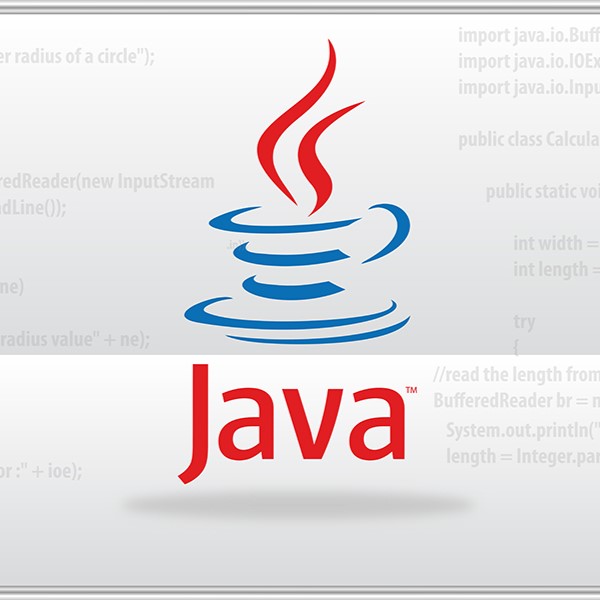 er radius of a circle");
redReader(new InputStream
adLine());
ne)
radius value" + ne);
or :" + ioe);
Java™
import java.io.Buff
import java.io.IOEx
import java.io.Inpu
public class Calcula
public static voi
int width =
int length =
try
{
//read the length from
BufferedReader br = n
System.out.println("
length = Integer.par